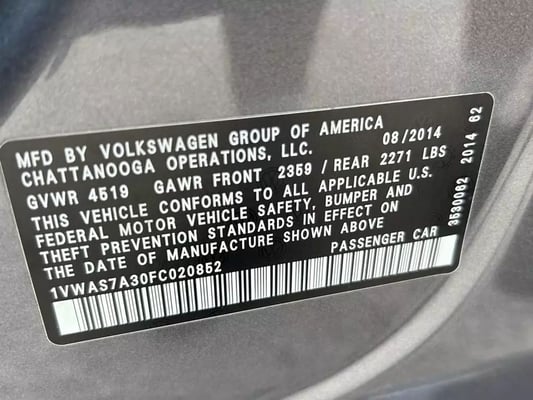 MFD BY VOLKSWAGEN GROUP OF AMERICA
CHATTANOOGA OPERATIONS, LLC. 08/2014
GVWR 4519 GAWR FRONT 2359 / REAR 2271 LBS
THIS VEHICLE CONFORMS TO ALL APPLICABLE U.S.
FEDERAL MOTOR VEHICLE SAFETY, BUMPER AND
THEFT PREVENTION STANDARDS IN EFFECT ON
THE DATE OF MANUFACTURE SHOWN ABOVE
1VWAS7A30FC020852 PASSENGER CAR
3530062 2014 62